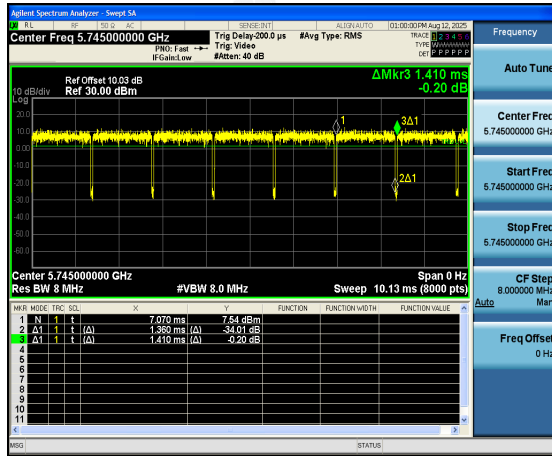 Agilent Spectrum Analyzer - Swept SA
RL RF 50 Ω AC SENSE:INT ALIGN AUTO 01:00:00 PM Aug 12, 2025
Center Freq 5.745000000 GHz
PNO: Fast
IFGain:Low
Trig Delay-200.0 µs
Trig: Video
#Atten: 40 dB
#Avg Type: RMS
TRACE 1 2 3 4 5 6
TYPE
DET P P P P P P
Ref Offset 10.03 dB
Ref 30.00 dBm
10 dB/div
Log
ΔMkr3 1.410 ms
-0.20 dB
20.0
10.0
0.00
-10.0
-20.0
-30.0
-40.0
-50.0
-60.0
1
3Δ1
2Δ1
Center 5.745000000 GHz
Span 0 Hz
Res BW 8 MHz
#VBW 8.0 MHz
Sweep 10.13 ms (8000 pts)
MKR MODE TRC SCL X Y FUNCTION FUNCTION WIDTH FUNCTION VALUE
1 N 1 t 7.070 ms 7.54 dBm
2 Δ1 1 t (Δ) 1.360 ms (Δ) -34.01 dB
3 Δ1 1 t (Δ) 1.410 ms (Δ) -0.20 dB
4
5
6
7
8
9
10
11
MSG
STATUS
Frequency
Auto Tune
Center Freq
5.745000000 GHz
Start Freq
5.745000000 GHz
Stop Freq
5.745000000 GHz
CF Step
8.000000 MHz
Auto Man
Freq Offset
0 Hz